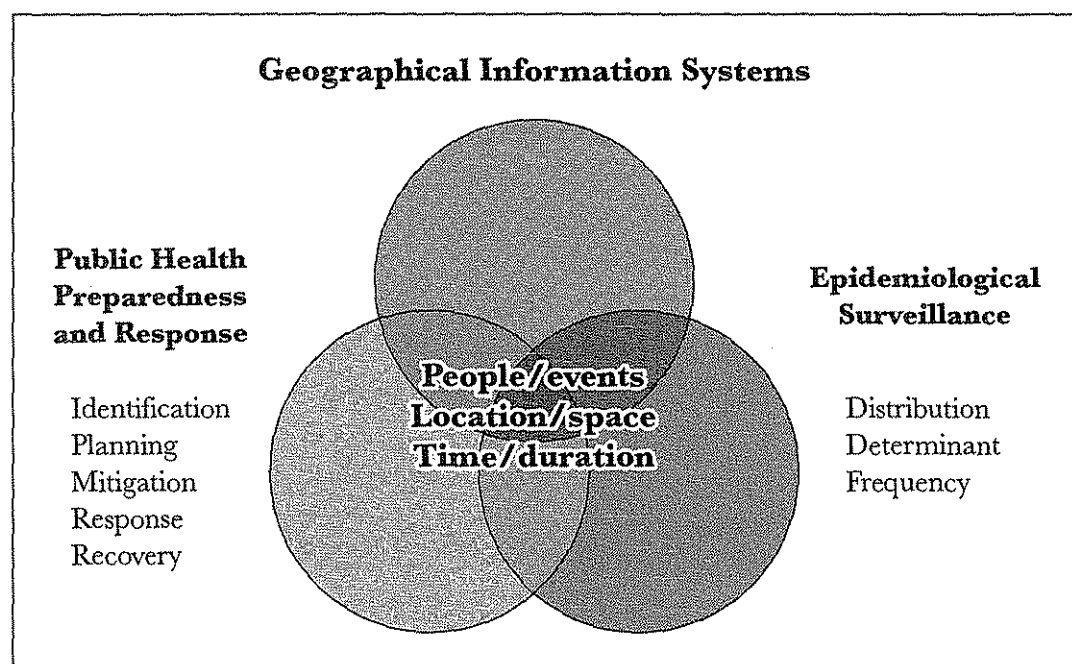 Geographical Information Systems
Public Health
Preparedness
and Response
Identification
Planning
Mitigation
Response
Recovery
People/events
Location/space
Time/duration
Epidemiological
Surveillance
Distribution
Determinant
Frequency